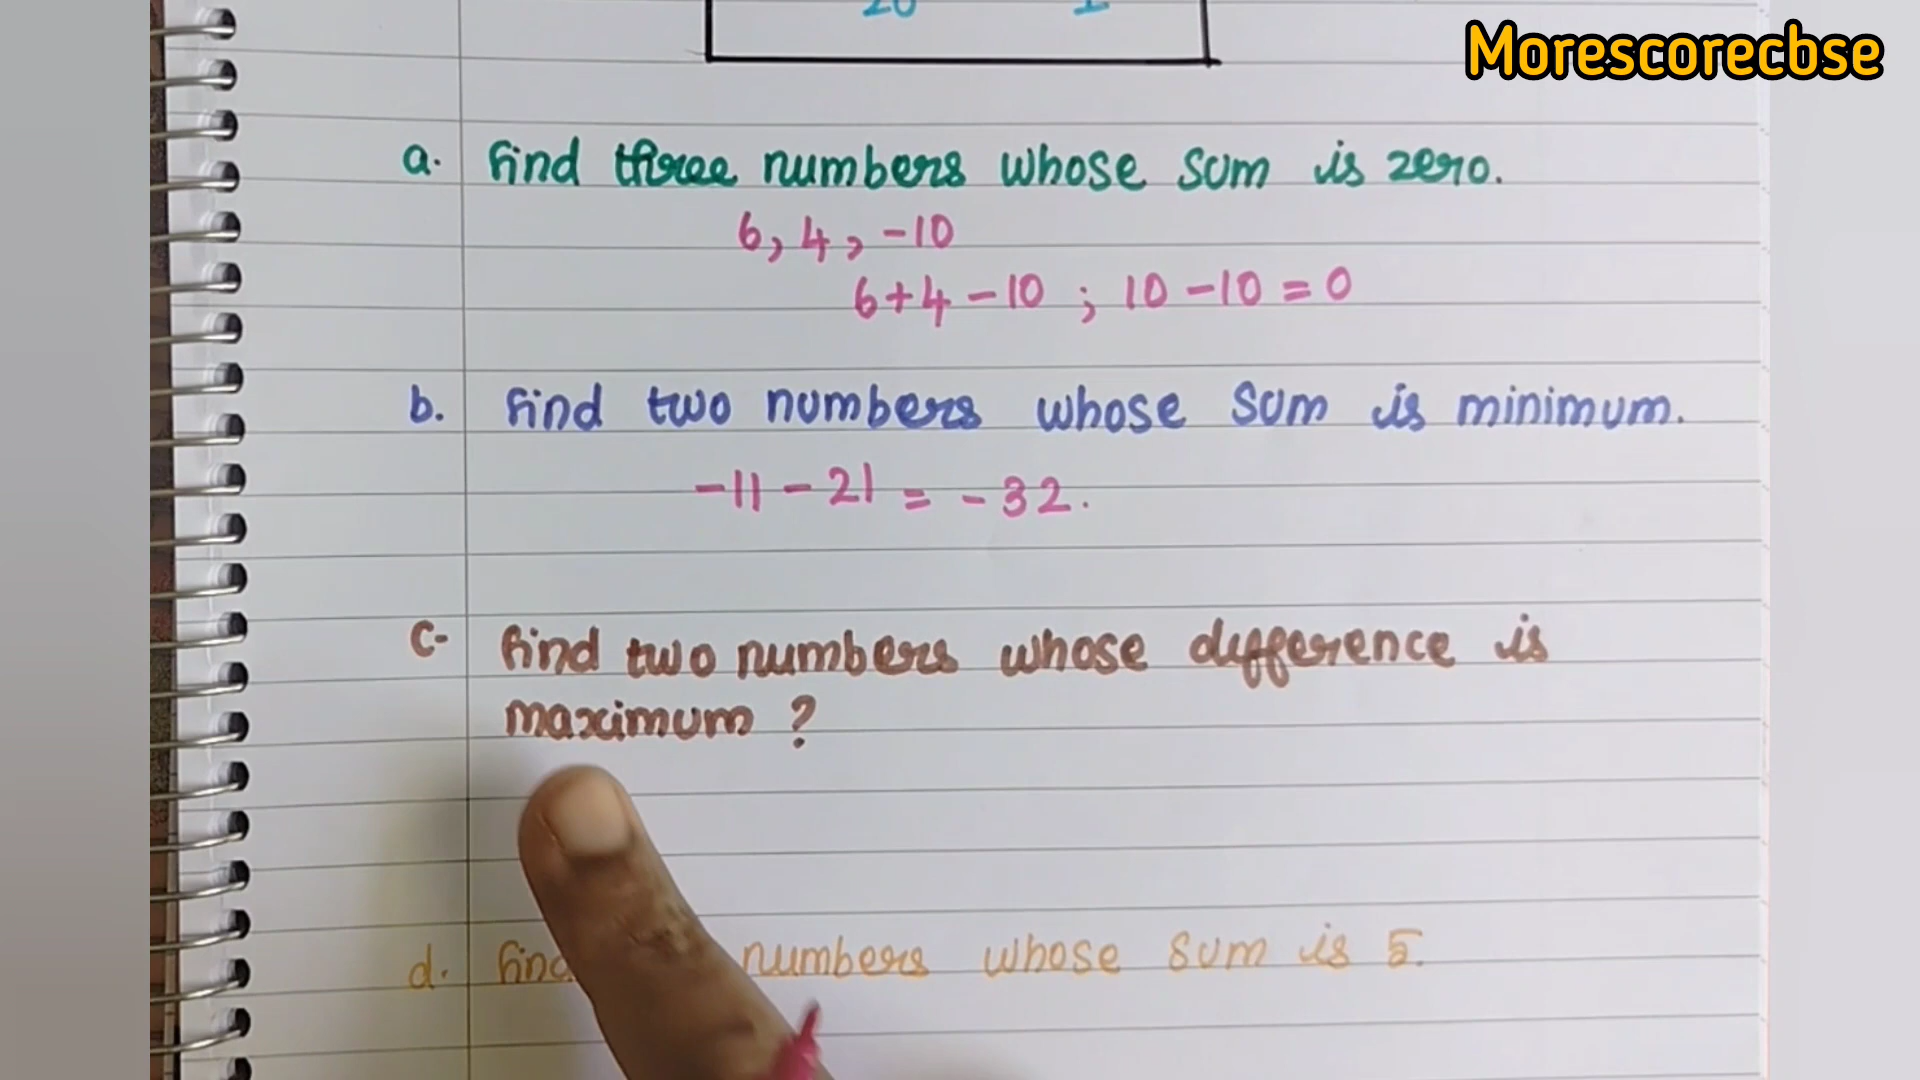 Morescorecbse
a. Find three numbers whose sum is zero.
6, 4, -10
6+4-10 ; 10-10=0
b. Find two numbers whose sum is minimum.
-11-21 = -32.
c- Find two numbers whose difference is
maximum ?
d. numbers whose sum is 5.